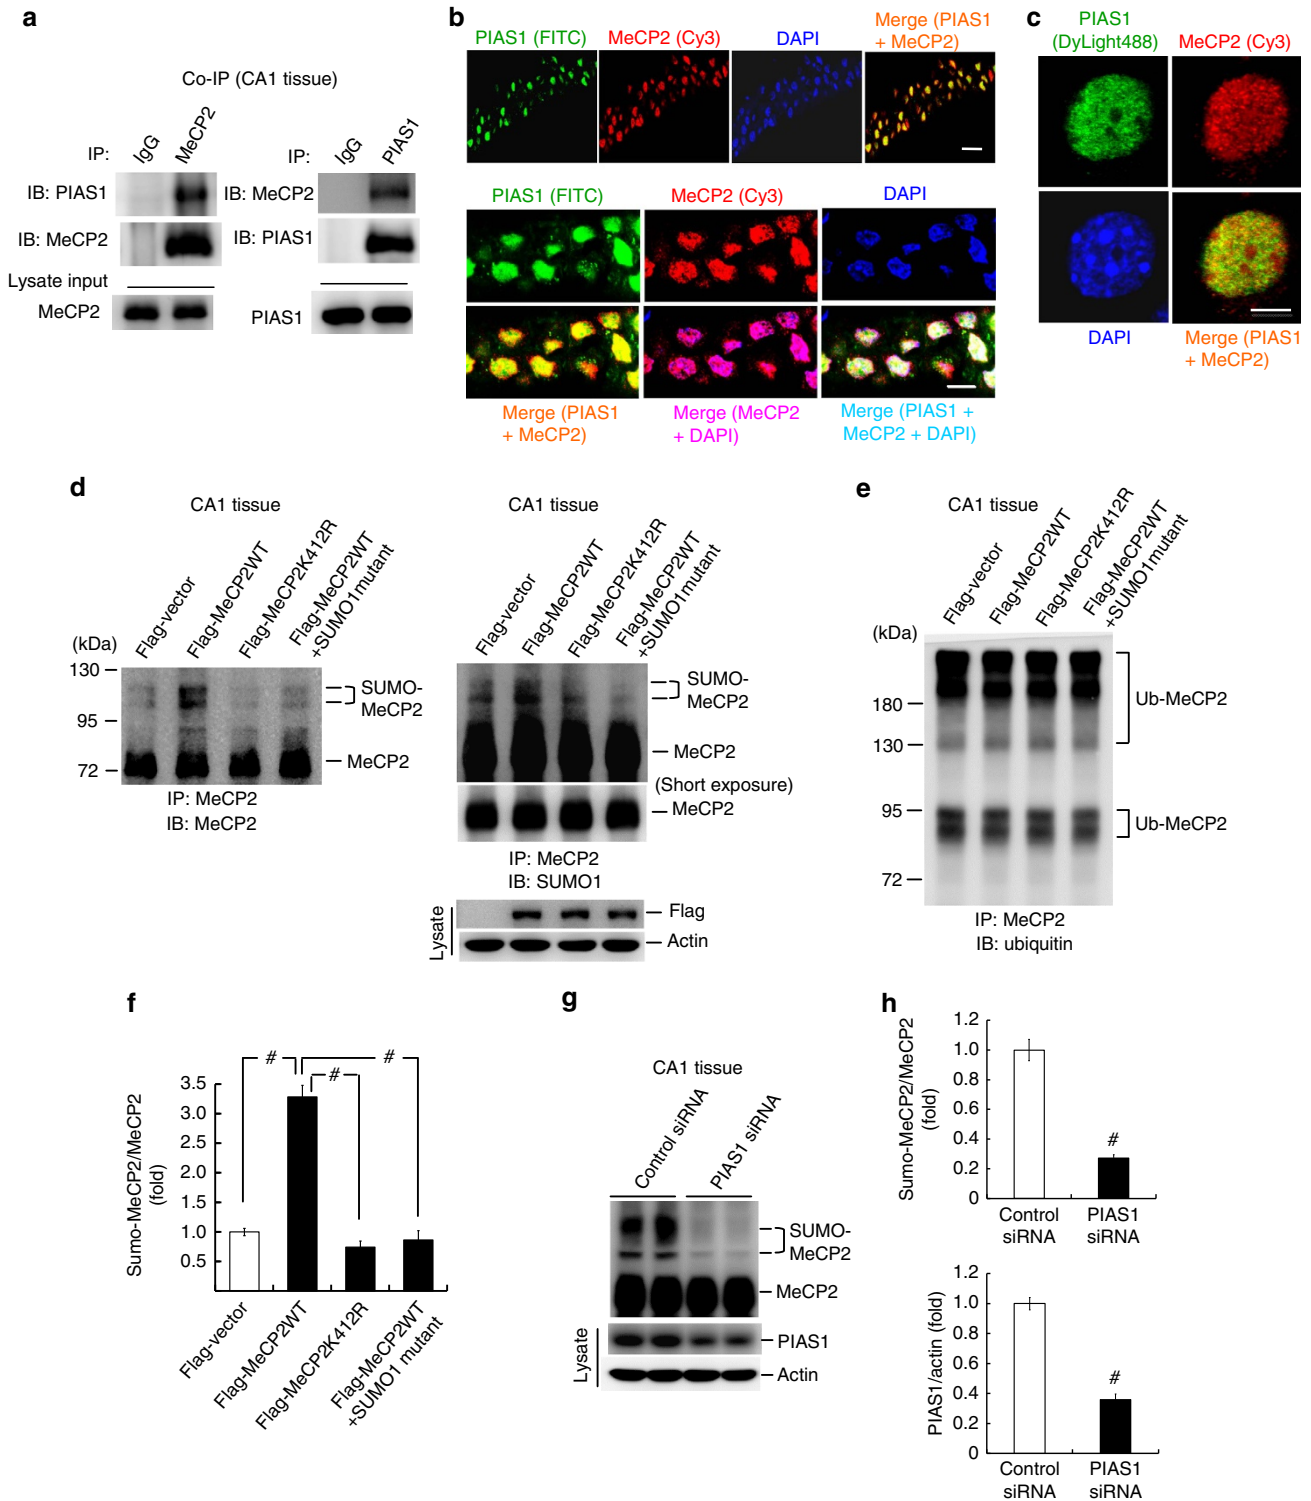 a
Co-IP (CA1 tissue)
IP:
IgG
MeCP2
IB: PIAS1
IB: MeCP2
Lysate input
MeCP2
IP:
IgG
PIAS1
IB: MeCP2
IB: PIAS1
PIAS1
b
PIAS1 (FITC)
MeCP2 (Cy3)
DAPI
Merge (PIAS1
+ MeCP2)
PIAS1 (FITC)
MeCP2 (Cy3)
DAPI
Merge (PIAS1
+ MeCP2)
Merge (MeCP2
+ DAPI)
Merge (PIAS1 +
MeCP2 + DAPI)
c
PIAS1
(DyLight488)
MeCP2 (Cy3)
DAPI
Merge (PIAS1
+ MeCP2)
d
CA1 tissue
Flag-vector
Flag-MeCP2WT
Flag-MeCP2K412R
Flag-MeCP2WT
+SUMO1mutant
(kDa)
130
95
72
SUMO-
MeCP2
MeCP2
IP: MeCP2
IB: MeCP2
CA1 tissue
Flag-vector
Flag-MeCP2WT
Flag-MeCP2K412R
Flag-MeCP2WT
+SUMO1mutant
SUMO-
MeCP2
MeCP2
(Short exposure)
MeCP2
IP: MeCP2
IB: SUMO1
Lysate
Flag
Actin
e
CA1 tissue
Flag-vector
Flag-MeCP2WT
Flag-MeCP2K412R
Flag-MeCP2WT
+SUMO1mutant
(kDa)
180
130
95
72
Ub-MeCP2
Ub-MeCP2
IP: MeCP2
IB: ubiquitin
f
Sumo-MeCP2/MeCP2
(fold)
3.5
3.0
2.5
2.0
1.5
1.0
0.5
#
#
#
Flag-vector
Flag-MeCP2WT
Flag-MeCP2K412R
Flag-MeCP2WT
+SUMO1 mutant
g
CA1 tissue
Control siRNA
PIAS1 siRNA
SUMO-
MeCP2
MeCP2
Lysate
PIAS1
Actin
h
Sumo-MeCP2/MeCP2
(fold)
1.2
1.0
0.8
0.6
0.4
0.2
0
#
Control
siRNA
PIAS1
siRNA
PIAS1/actin (fold)
1.2
1.0
0.8
0.6
0.4
0.2
0
#
Control
siRNA
PIAS1
siRNA